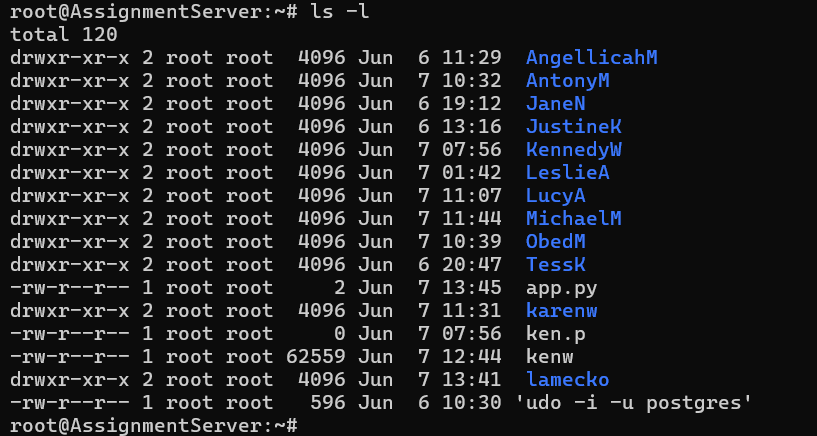 root@AssignmentServer:~# ls -l
total 120
drwxr-xr-x 2 root root  4096 Jun  6 11:29  AngellicahM
drwxr-xr-x 2 root root  4096 Jun  7 10:32  AntonyM
drwxr-xr-x 2 root root  4096 Jun  6 19:12  JaneN
drwxr-xr-x 2 root root  4096 Jun  6 13:16  JustineK
drwxr-xr-x 2 root root  4096 Jun  7 07:56  KennedyW
drwxr-xr-x 2 root root  4096 Jun  7 01:42  LeslieA
drwxr-xr-x 2 root root  4096 Jun  7 11:07  LucyA
drwxr-xr-x 2 root root  4096 Jun  7 11:44  MichaelM
drwxr-xr-x 2 root root  4096 Jun  7 10:39  ObedM
drwxr-xr-x 2 root root  4096 Jun  6 20:47  TessK
-rw-r--r-- 1 root root     2 Jun  7 13:45  app.py
drwxr-xr-x 2 root root  4096 Jun  7 11:31  karenw
-rw-r--r-- 1 root root     0 Jun  7 07:56  ken.p
-rw-r--r-- 1 root root 62559 Jun  7 12:44  kenw
drwxr-xr-x 2 root root  4096 Jun  7 13:41  lamecko
-rw-r--r-- 1 root root   596 Jun  6 10:30 'udo -i -u postgres'
root@AssignmentServer:~#